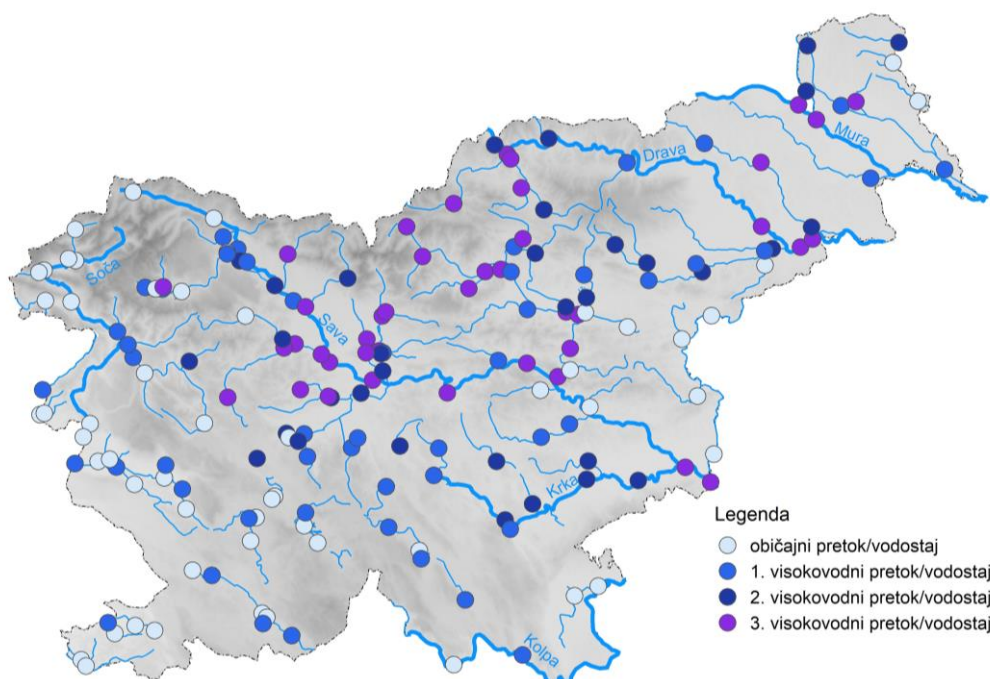 Mura
Drava
Soča
Sava
Krka
Kolpa
Legenda
običajni pretok/vodostaj
1. visokovodni pretok/vodostaj
2. visokovodni pretok/vodostaj
3. visokovodni pretok/vodostaj